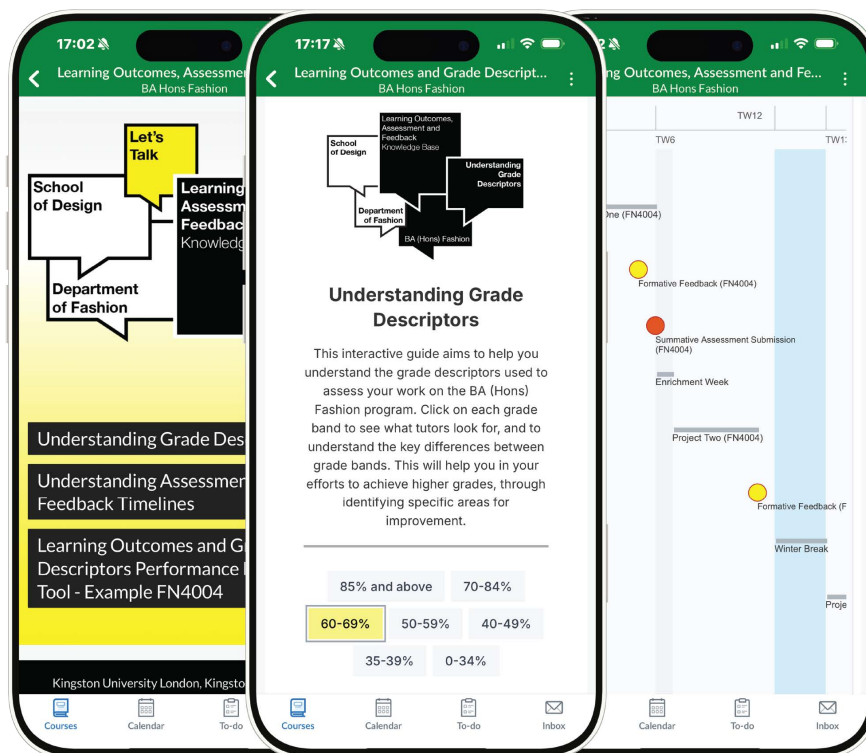 17:02
Learning Outcomes, Assessmen
BA Hons Fashion
Let's
Talk
School
of Design
Learning
Assessm
Feedbac
Knowledg
Department
of Fashion
Understanding Grade Des
Understanding Assessmen
Feedback Timelines
Learning Outcomes and G
Descriptors Performance
Tool - Example FN4004
Kingston University London, Kingsto
Courses
Calendar
To-do
17:17
Learning Outcomes and Grade Descript...
BA Hons Fashion
School
of Design
Learning Outcomes,
Assessment and
Feedback
Knowledge Base
Understanding
Grade
Descriptors
Department
of Fashion
BA (Hons) Fashion
Understanding Grade
Descriptors
This interactive guide aims to help you
understand the grade descriptors used to
assess your work on the BA (Hons)
Fashion program. Click on each grade
band to see what tutors look for, and to
understand the key differences between
grade bands. This will help you in your
efforts to achieve higher grades, through
identifying specific areas for
improvement.
85% and above
70-84%
60-69%
50-59%
40-49%
35-39%
0-34%
Courses
Calendar
To-do
Inbox
2
ng Outcomes, Assessment and Fe...
BA Hons Fashion
TW12
TW6
TW1
One (FN4004)
Formative Feedback (FN4004)
Summative Assessment Submission
(FN4004)
Enrichment Week
Project Two (FN4004)
Formative Feedback (F
Winter Break
Proje
Calendar
To-do
Inbox